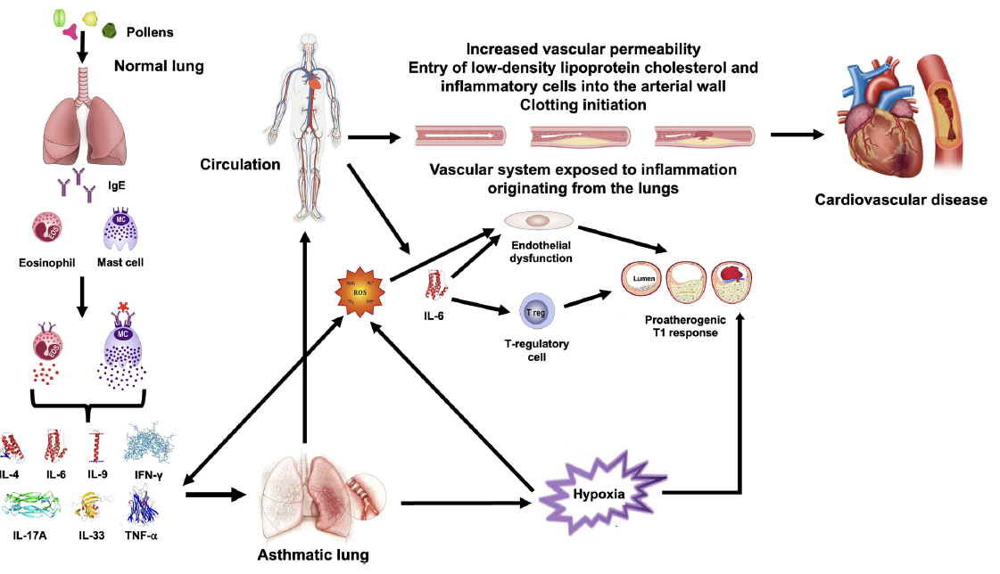 Pollens
Normal lung
IgE
EOS
MC
Eosinophil
Mast cell
EOS
MC
IL-4
IL-6
IL-9
IFN-γ
IL-17A
IL-33
TNF-α
Asthmatic lung
Circulation
Increased vascular permeability
Entry of low-density lipoprotein cholesterol and
inflammatory cells into the arterial wall
Clotting initiation
Vascular system exposed to inflammation
originating from the lungs
Cardiovascular disease
ROS
IL-6
Endothelial
dysfunction
T reg
T-regulatory
cell
Lumen
Proatherogenic
T1 response
Hypoxia